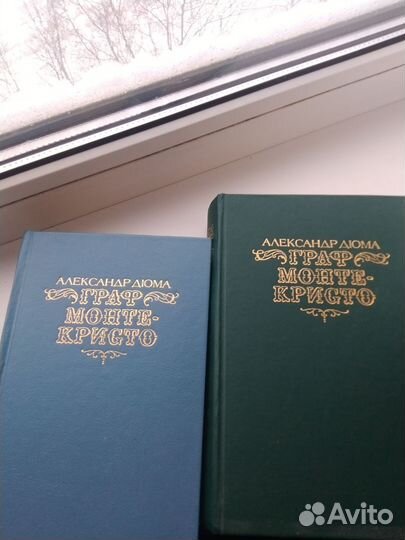 АЛЕКСАНДР ДЮМА
ГРАФ
МОНТЕ-
КРИСТО
АЛЕКСАНДР ДЮМА
ГРАФ
МОНТЕ-
КРИСТО
Avito